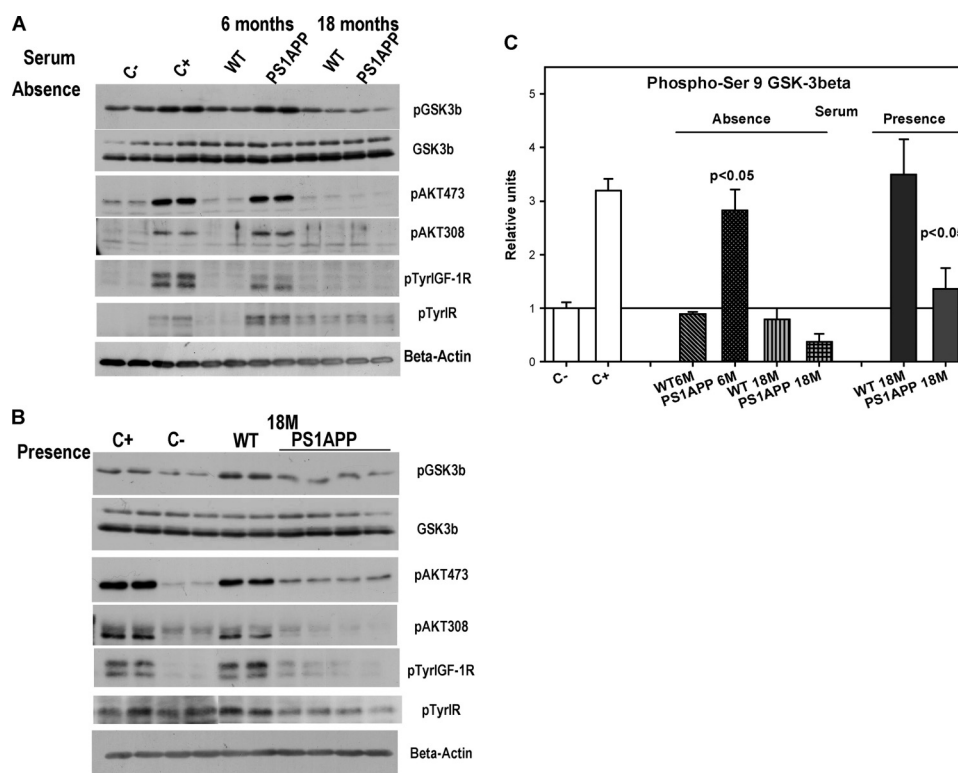 A
6 months 18 months
Serum
Absence
C- C+ WT PS1APP WT PS1APP
pGSK3b
GSK3b
pAKT473
pAKT308
pTyrIGF-1R
pTyrIR
Beta-Actin
B
18M
Presence
C+ C- WT PS1APP
pGSK3b
GSK3b
pAKT473
pAKT308
pTyrIGF-1R
pTyrIR
Beta-Actin
C
Phospho-Ser 9 GSK-3beta
Absence Serum Presence
p<0.05
p<0.05
Relative units
5
4
3
2
1
0
C- C+ WT6M PS1APP 6M WT 18M PS1APP 18M WT 18M PS1APP 18M